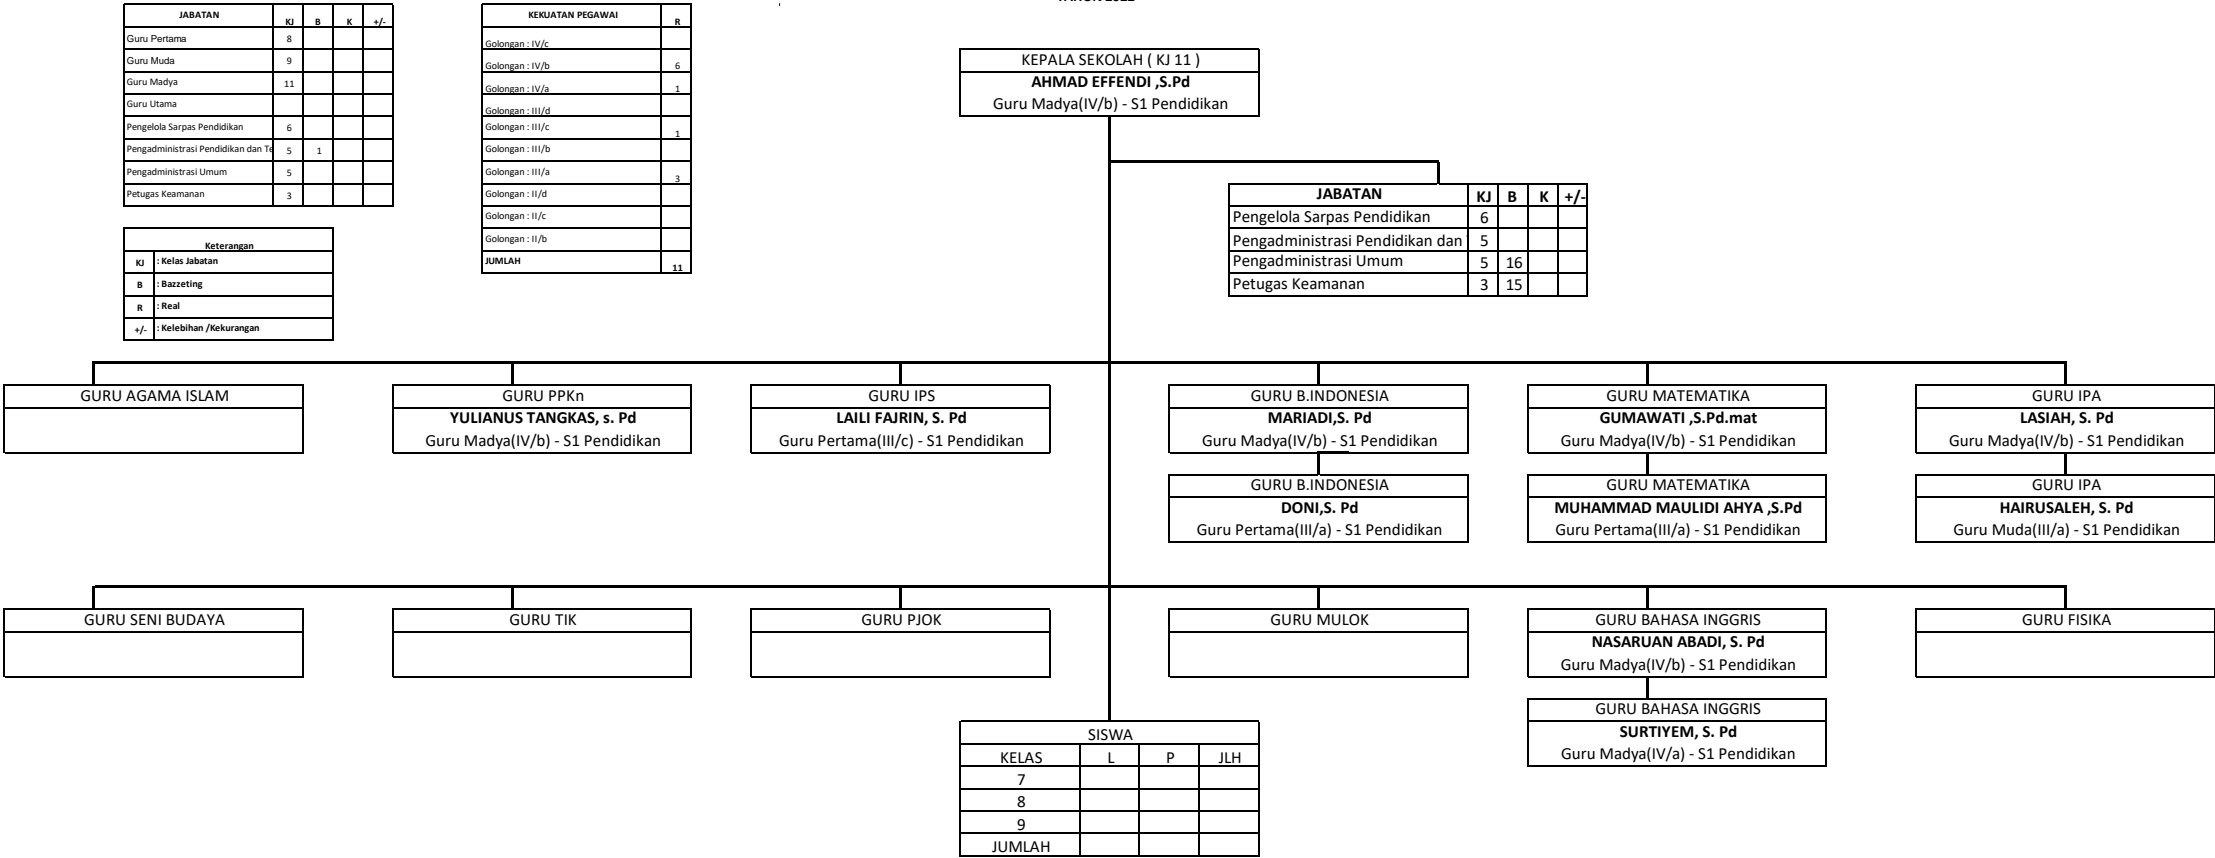 TAHUN 2022
JABATAN KJ B K +/-
Guru Pertama 8
Guru Muda 9
Guru Madya 11
Guru Utama
Pengelola Sarpas Pendidikan 6
Pengadministrasi Pendidikan dan Te 5 1
Pengadministrasi Umum 5
Petugas Keamanan 3
Keterangan
KJ : Kelas Jabatan
B : Bazzeting
R : Real
+/- : Kelebihan /Kekurangan
KEKUATAN PEGAWAI R
Golongan : IV/c
Golongan : IV/b 6
Golongan : IV/a 1
Golongan : III/d
Golongan : III/c 1
Golongan : III/b
Golongan : III/a 3
Golongan : II/d
Golongan : II/c
Golongan : II/b
JUMLAH 11
KEPALA SEKOLAH ( KJ 11 )
AHMAD EFFENDI ,S.Pd
Guru Madya(IV/b) - S1 Pendidikan
JABATAN KJ B K +/-
Pengelola Sarpas Pendidikan 6
Pengadministrasi Pendidikan dan 5
Pengadministrasi Umum 5 16
Petugas Keamanan 3 15
GURU AGAMA ISLAM
GURU PPKn
YULIANUS TANGKAS, s. Pd
Guru Madya(IV/b) - S1 Pendidikan
GURU IPS
LAILI FAJRIN, S. Pd
Guru Pertama(III/c) - S1 Pendidikan
GURU B.INDONESIA
MARIADI,S. Pd
Guru Madya(IV/b) - S1 Pendidikan
GURU MATEMATIKA
GUMAWATI ,S.Pd.mat
Guru Madya(IV/b) - S1 Pendidikan
GURU IPA
LASIAH, S. Pd
Guru Madya(IV/b) - S1 Pendidikan
GURU B.INDONESIA
DONI,S. Pd
Guru Pertama(III/a) - S1 Pendidikan
GURU MATEMATIKA
MUHAMMAD MAULIDI AHYA ,S.Pd
Guru Pertama(III/a) - S1 Pendidikan
GURU IPA
HAIRUSALEH, S. Pd
Guru Muda(III/a) - S1 Pendidikan
GURU SENI BUDAYA
GURU TIK
GURU PJOK
GURU MULOK
GURU BAHASA INGGRIS
NASARUAN ABADI, S. Pd
Guru Madya(IV/b) - S1 Pendidikan
GURU FISIKA
GURU BAHASA INGGRIS
SURTIYEM, S. Pd
Guru Madya(IV/a) - S1 Pendidikan
SISWA
KELAS L P JLH
7
8
9
JUMLAH